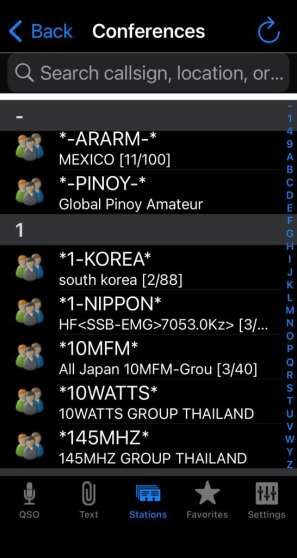 Back Conferences
Search callsign, location, or...
-
*-ARARM-*
MEXICO [11/100]
*-PINOY-*
Global Pinoy Amateur
1
*1-KOREA*
south korea [2/88]
*1-NIPPON*
HF<SSB-EMG>7053.0Kz> [3/...
*10MFM*
All Japan 10MFM-Grou [3/40]
*10WATTS*
10WATTS GROUP THAILAND
*145MHZ*
145MHZ GROUP THAILAND
-
1
4
9
A
B
C
D
E
F
G
H
I
J
K
L
M
N
O
P
Q
R
S
T
U
V
W
Y
Z
QSO Text Stations Favorites Settings